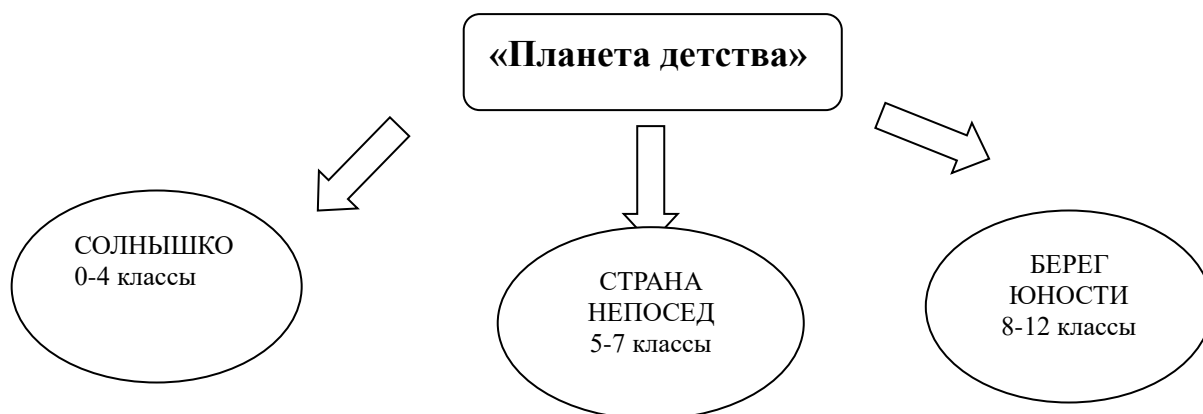 «Планета детства»
СОЛНЫШКО
0-4 классы
СТРАНА
НЕПОСЕД
5-7 классы
БЕРЕГ
ЮНОСТИ
8-12 классы